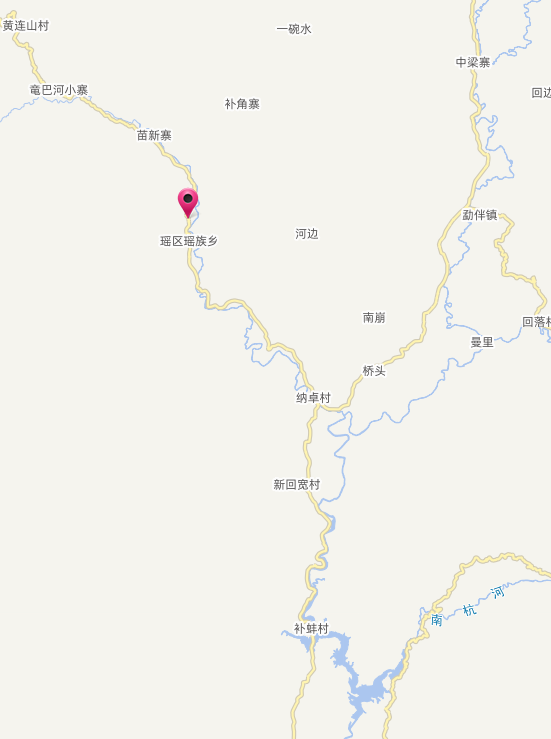 黄连山村
一碗水
中梁寨
竜巴河小寨
回边
补角寨
苗新寨
勐伴镇
瑶区瑶族乡
河边
南崩
回落村
曼里
桥头
纳卓村
新回宽村
南杭河
补蚌村